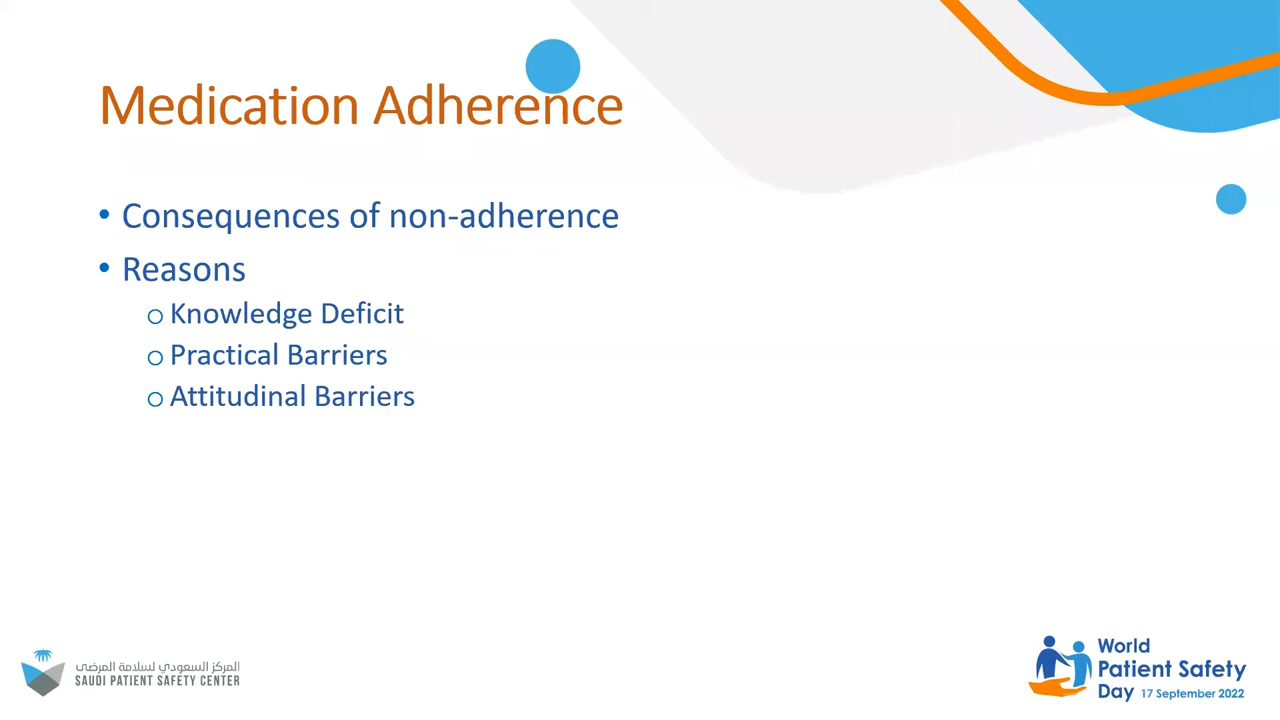 Medication Adherence
• Consequences of non-adherence
• Reasons
o Knowledge Deficit
o Practical Barriers
o Attitudinal Barriers
المركز السعودي لسلامة المرضى
SAUDI PATIENT SAFETY CENTER
World
Patient Safety
Day 17 September 2022